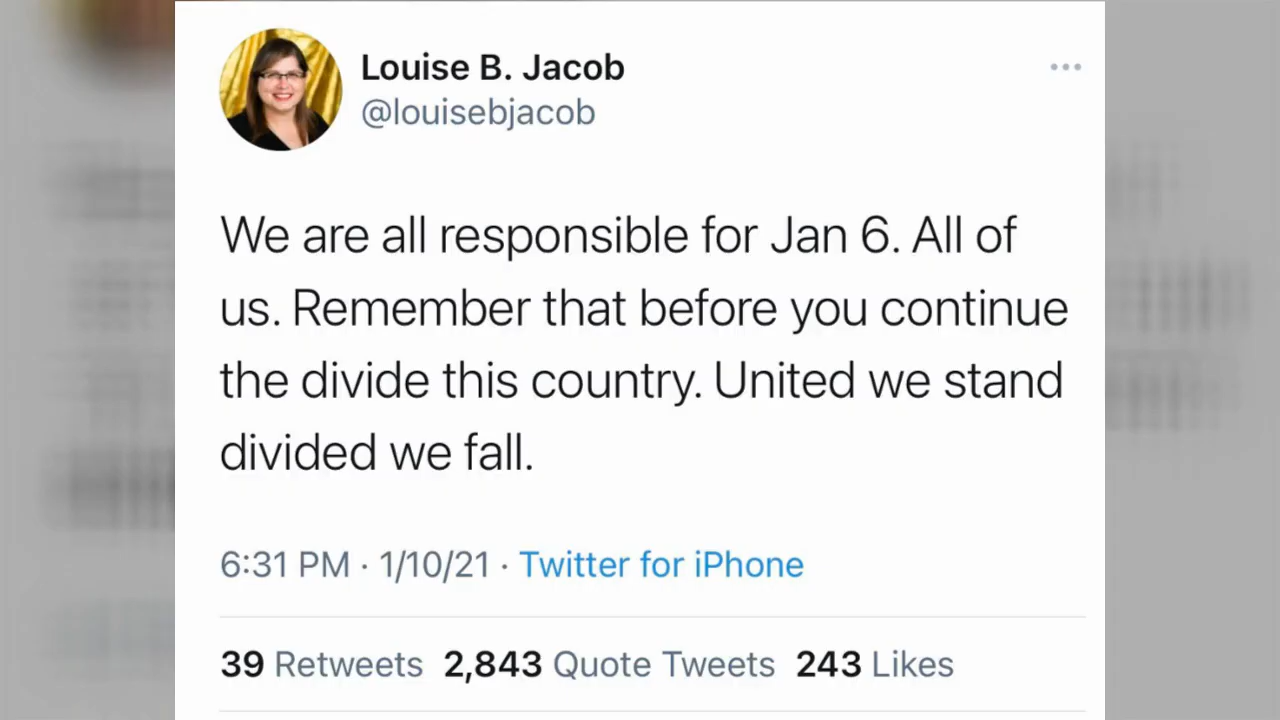 Louise B. Jacob
@louisebjacob
We are all responsible for Jan 6. All of
us. Remember that before you continue
the divide this country. United we stand
divided we fall.
6:31 PM · 1/10/21 · Twitter for iPhone
39 Retweets 2,843 Quote Tweets 243 Likes